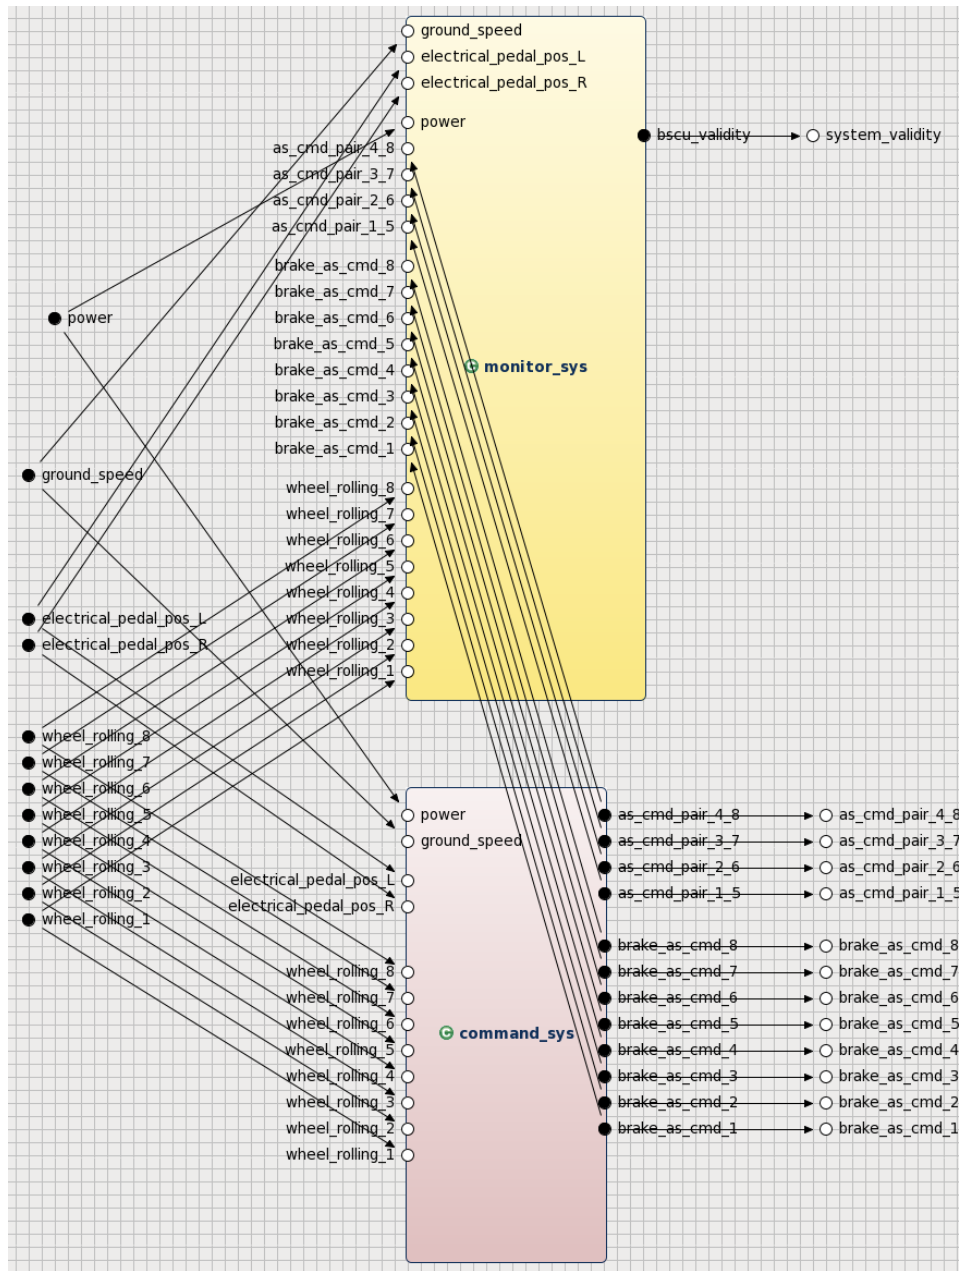 ground_speed
electrical_pedal_pos_L
electrical_pedal_pos_R
power
as_cmd_pair_4_8
as_cmd_pair_3_7
as_cmd_pair_2_6
as_cmd_pair_1_5
brake_as_cmd_8
brake_as_cmd_7
brake_as_cmd_6
brake_as_cmd_5
brake_as_cmd_4
brake_as_cmd_3
brake_as_cmd_2
brake_as_cmd_1
wheel_rolling_8
wheel_rolling_7
wheel_rolling_6
wheel_rolling_5
wheel_rolling_4
wheel_rolling_3
wheel_rolling_2
wheel_rolling_1
C monitor_sys
bscu_validity
system_validity
power
ground_speed
electrical_pedal_pos_L
electrical_pedal_pos_R
wheel_rolling_8
wheel_rolling_7
wheel_rolling_6
wheel_rolling_5
wheel_rolling_4
wheel_rolling_3
wheel_rolling_2
wheel_rolling_1
power
ground_speed
electrical_pedal_pos_L
electrical_pedal_pos_R
wheel_rolling_8
wheel_rolling_7
wheel_rolling_6
wheel_rolling_5
wheel_rolling_4
wheel_rolling_3
wheel_rolling_2
wheel_rolling_1
C command_sys
as_cmd_pair_4_8
as_cmd_pair_3_7
as_cmd_pair_2_6
as_cmd_pair_1_5
brake_as_cmd_8
brake_as_cmd_7
brake_as_cmd_6
brake_as_cmd_5
brake_as_cmd_4
brake_as_cmd_3
brake_as_cmd_2
brake_as_cmd_1
as_cmd_pair_4_8
as_cmd_pair_3_7
as_cmd_pair_2_6
as_cmd_pair_1_5
brake_as_cmd_8
brake_as_cmd_7
brake_as_cmd_6
brake_as_cmd_5
brake_as_cmd_4
brake_as_cmd_3
brake_as_cmd_2
brake_as_cmd_1